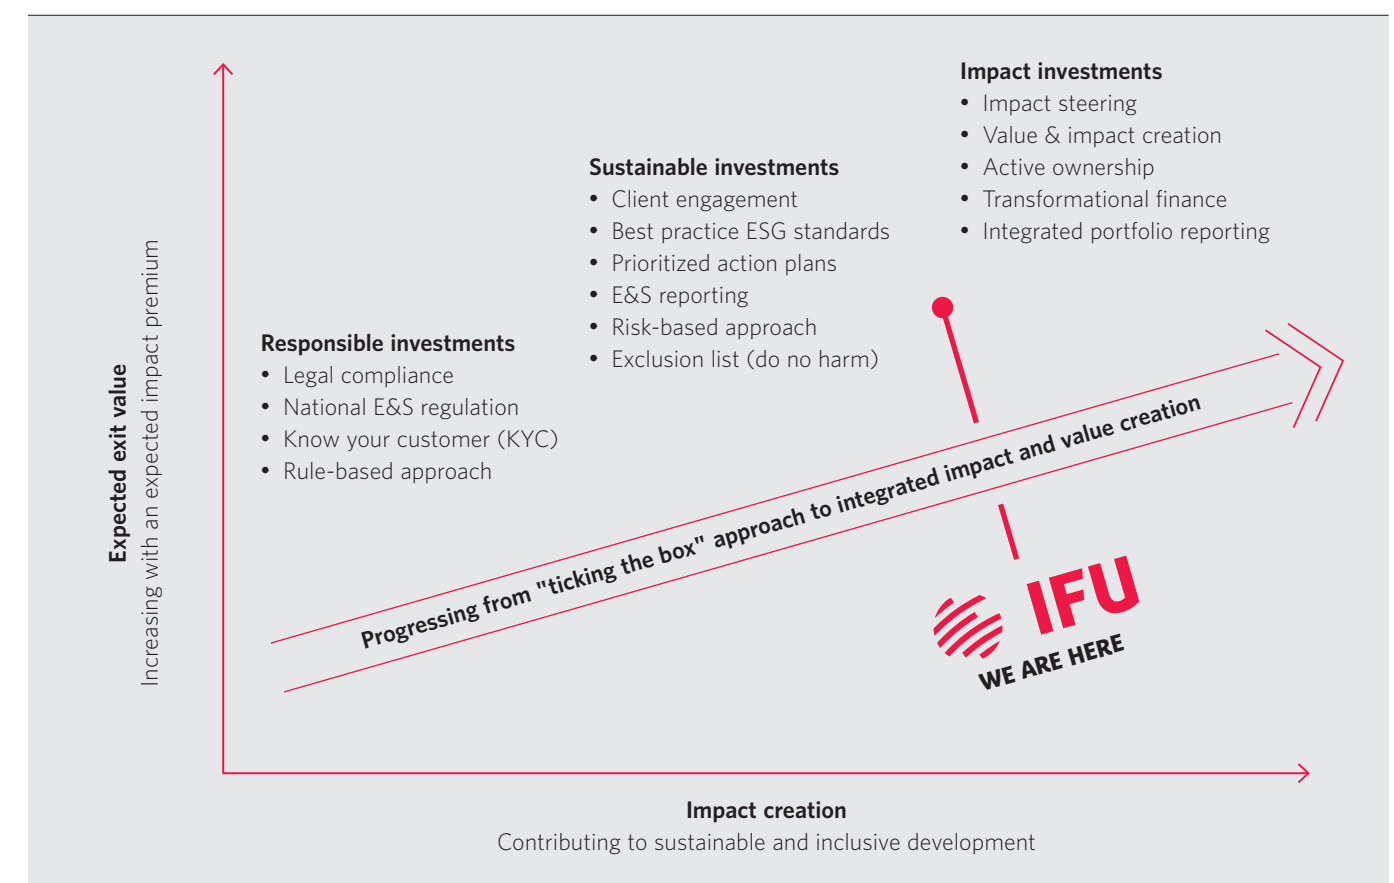 Impact investments
• Impact steering
• Value & impact creation
• Active ownership
• Transformational finance
• Integrated portfolio reporting
Sustainable investments
• Client engagement
• Best practice ESG standards
• Prioritized action plans
• E&S reporting
• Risk-based approach
• Exclusion list (do no harm)
Responsible investments
• Legal compliance
• National E&S regulation
• Know your customer (KYC)
• Rule-based approach
Expected exit value
Increasing with an expected impact premium
Progressing from "ticking the box" approach to integrated impact and value creation
IFU
WE ARE HERE
Impact creation
Contributing to sustainable and inclusive development